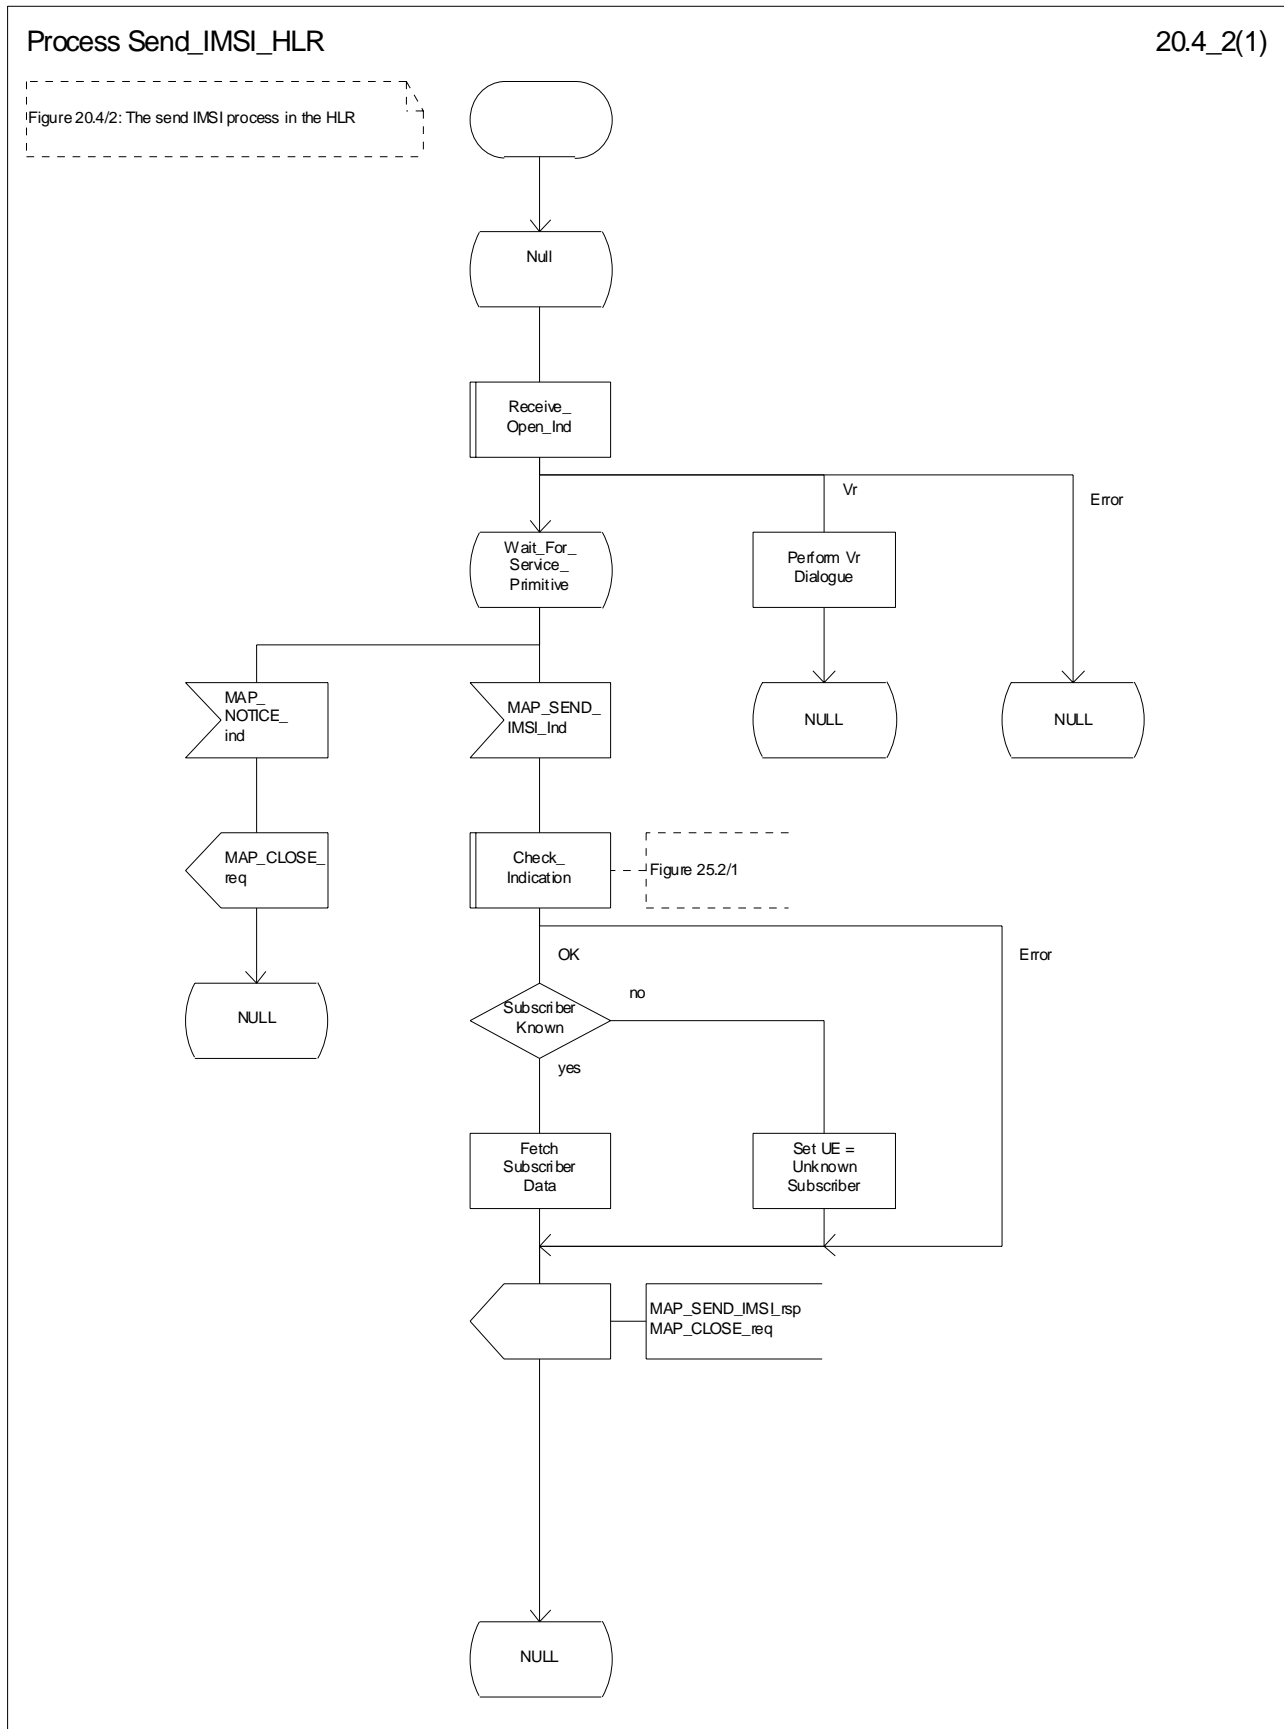 Process Send_IMSI_HLR
20.4_2(1)
Figure 20.4/2: The send IMSI process in the HLR
Null
Receive_
Open_Ind
Vr
Error
Wait_For_
Service_
Primitive
Perform Vr
Dialogue
MAP_
NOTICE_
ind
MAP_SEND_
IMSI_Ind
NULL
NULL
MAP_CLOSE_
req
Check_
Indication
Figure 25.2/1
OK
Error
NULL
Subscriber
Known
no
yes
Fetch
Subscriber
Data
Set UE =
Unknown
Subscriber
MAP_SEND_IMSI_rsp
MAP_CLOSE_req
NULL